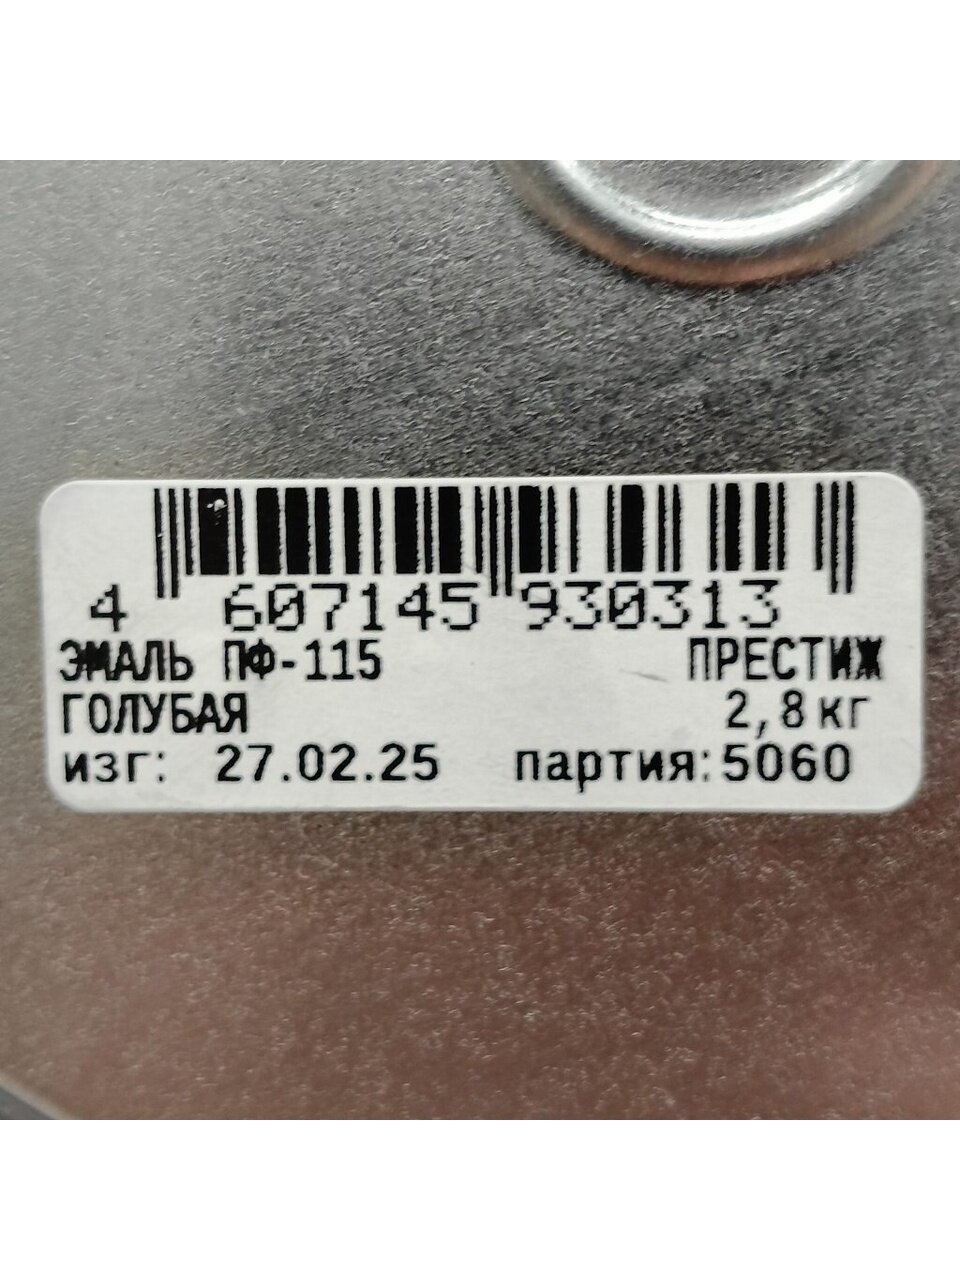 4 607145 930313
ЭМАЛЬ ПФ-115 ПРЕСТИЖ
ГОЛУБАЯ 2,8 кг
изг: 27.02.25 партия: 5060